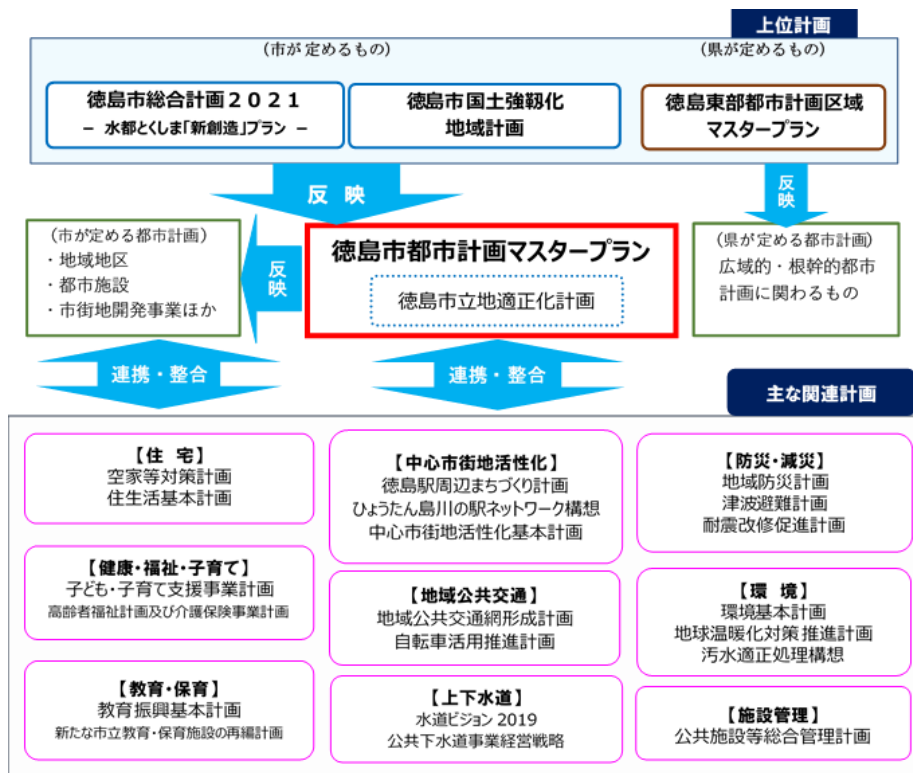 上位計画
(市が定めるもの)
(県が定めるもの)
徳島市総合計画2021
－ 水都とくしま「新創造」プラン －
徳島市国土強靱化
地域計画
徳島東部都市計画区域
マスタープラン
反 映
反映
(市が定める都市計画)
・地域地区
・都市施設
・市街地開発事業ほか
反映
徳島市都市計画マスタープラン
徳島市立地適正化計画
(県が定める都市計画)
広域的・根幹的都市
計画に関わるもの
連携・整合
連携・整合
主な関連計画
【住 宅】
空家等対策計画
住生活基本計画
【健康・福祉・子育て】
子ども・子育て支援事業計画
高齢者福祉計画及び介護保険事業計画
【教育・保育】
教育振興基本計画
新たな市立教育・保育施設の再編計画
【中心市街地活性化】
徳島駅周辺まちづくり計画
ひょうたん島川の駅ネットワーク構想
中心市街地活性化基本計画
【地域公共交通】
地域公共交通網形成計画
自転車活用推進計画
【上下水道】
水道ビジョン 2019
公共下水道事業経営戦略
【防災・減災】
地域防災計画
津波避難計画
耐震改修促進計画
【環 境】
環境基本計画
地球温暖化対策推進計画
汚水適正処理構想
【施設管理】
公共施設等総合管理計画